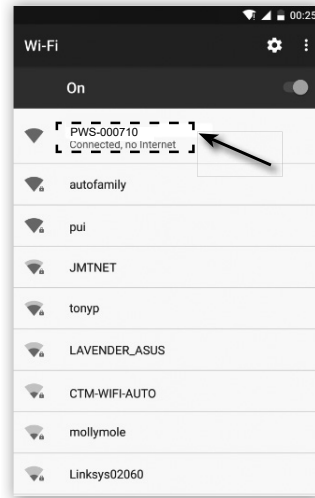 00:25
Wi-Fi
On
PWS-000710
Connected, no Internet
autofamily
pui
JMTNET
tonyp
LAVENDER_ASUS
CTM-WIFI-AUTO
mollymole
Linksys02060